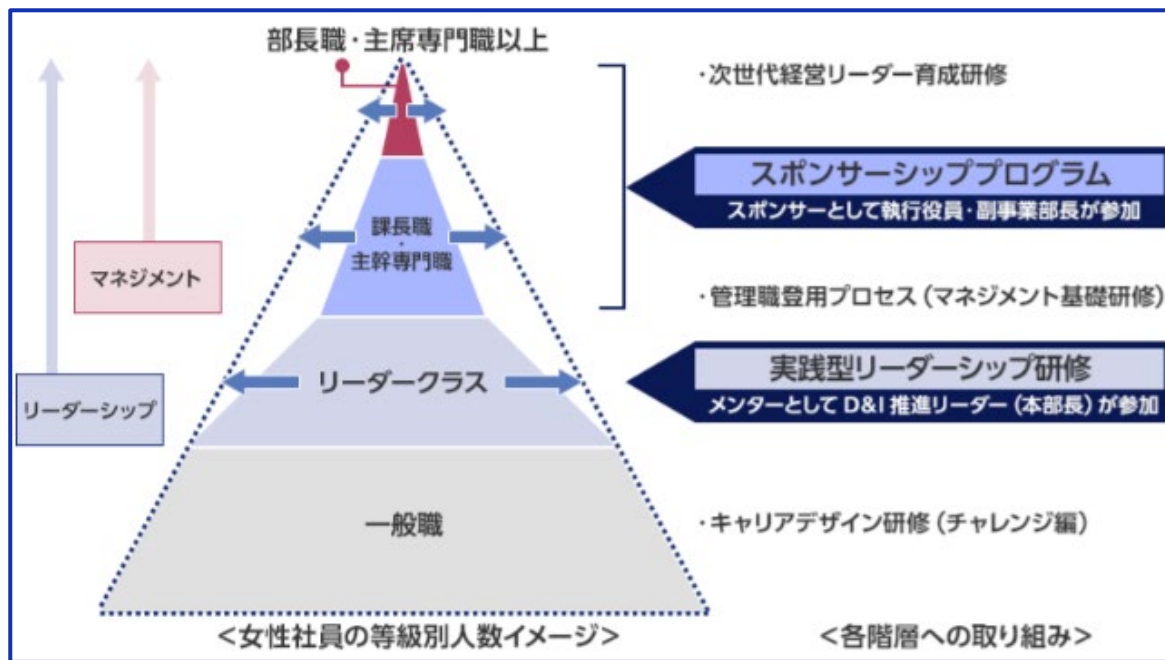 部長職・主席専門職以上
・次世代経営リーダー育成研修
スポンサーシッププログラム
スポンサーとして執行役員・副事業部長が参加
課長職
・
主幹専門職
マネジメント
・管理職登用プロセス（マネジメント基礎研修）
実践型リーダーシップ研修
メンターとしてD&I推進リーダー（本部長）が参加
リーダークラス
リーダーシップ
一般職
・キャリアデザイン研修（チャレンジ編）
＜女性社員の等級別人数イメージ＞
＜各階層への取り組み＞